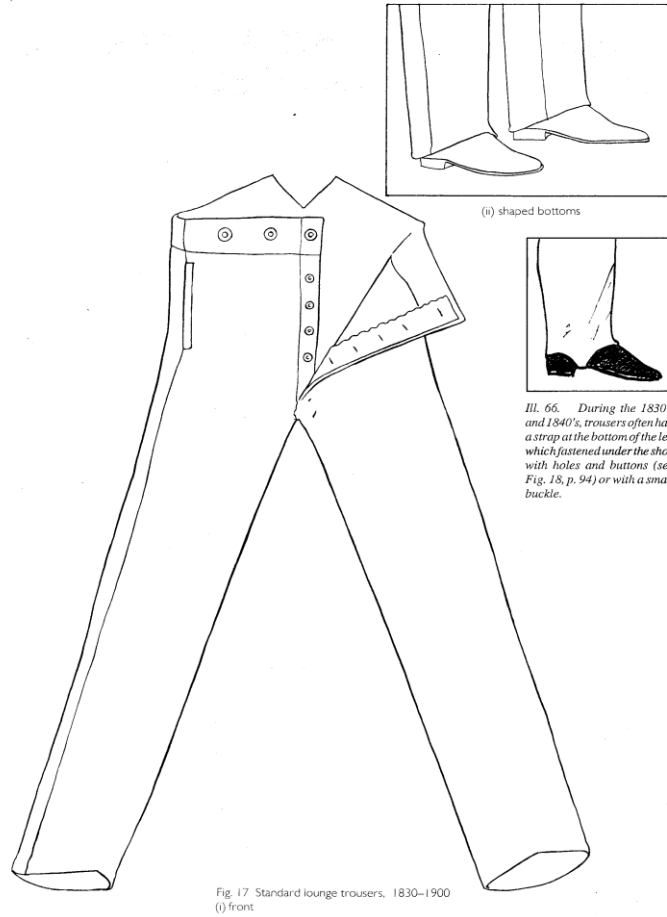 (ii) shaped bottoms
Ill. 66. During the 1830
and 1840's, trousers often ha
a strap at the bottom of the le
which fastened under the sho
with holes and buttons (se
Fig. 18, p. 94) or with a sma
buckle.
Fig. 17 Standard lounge trousers, 1830–1900
(i) front